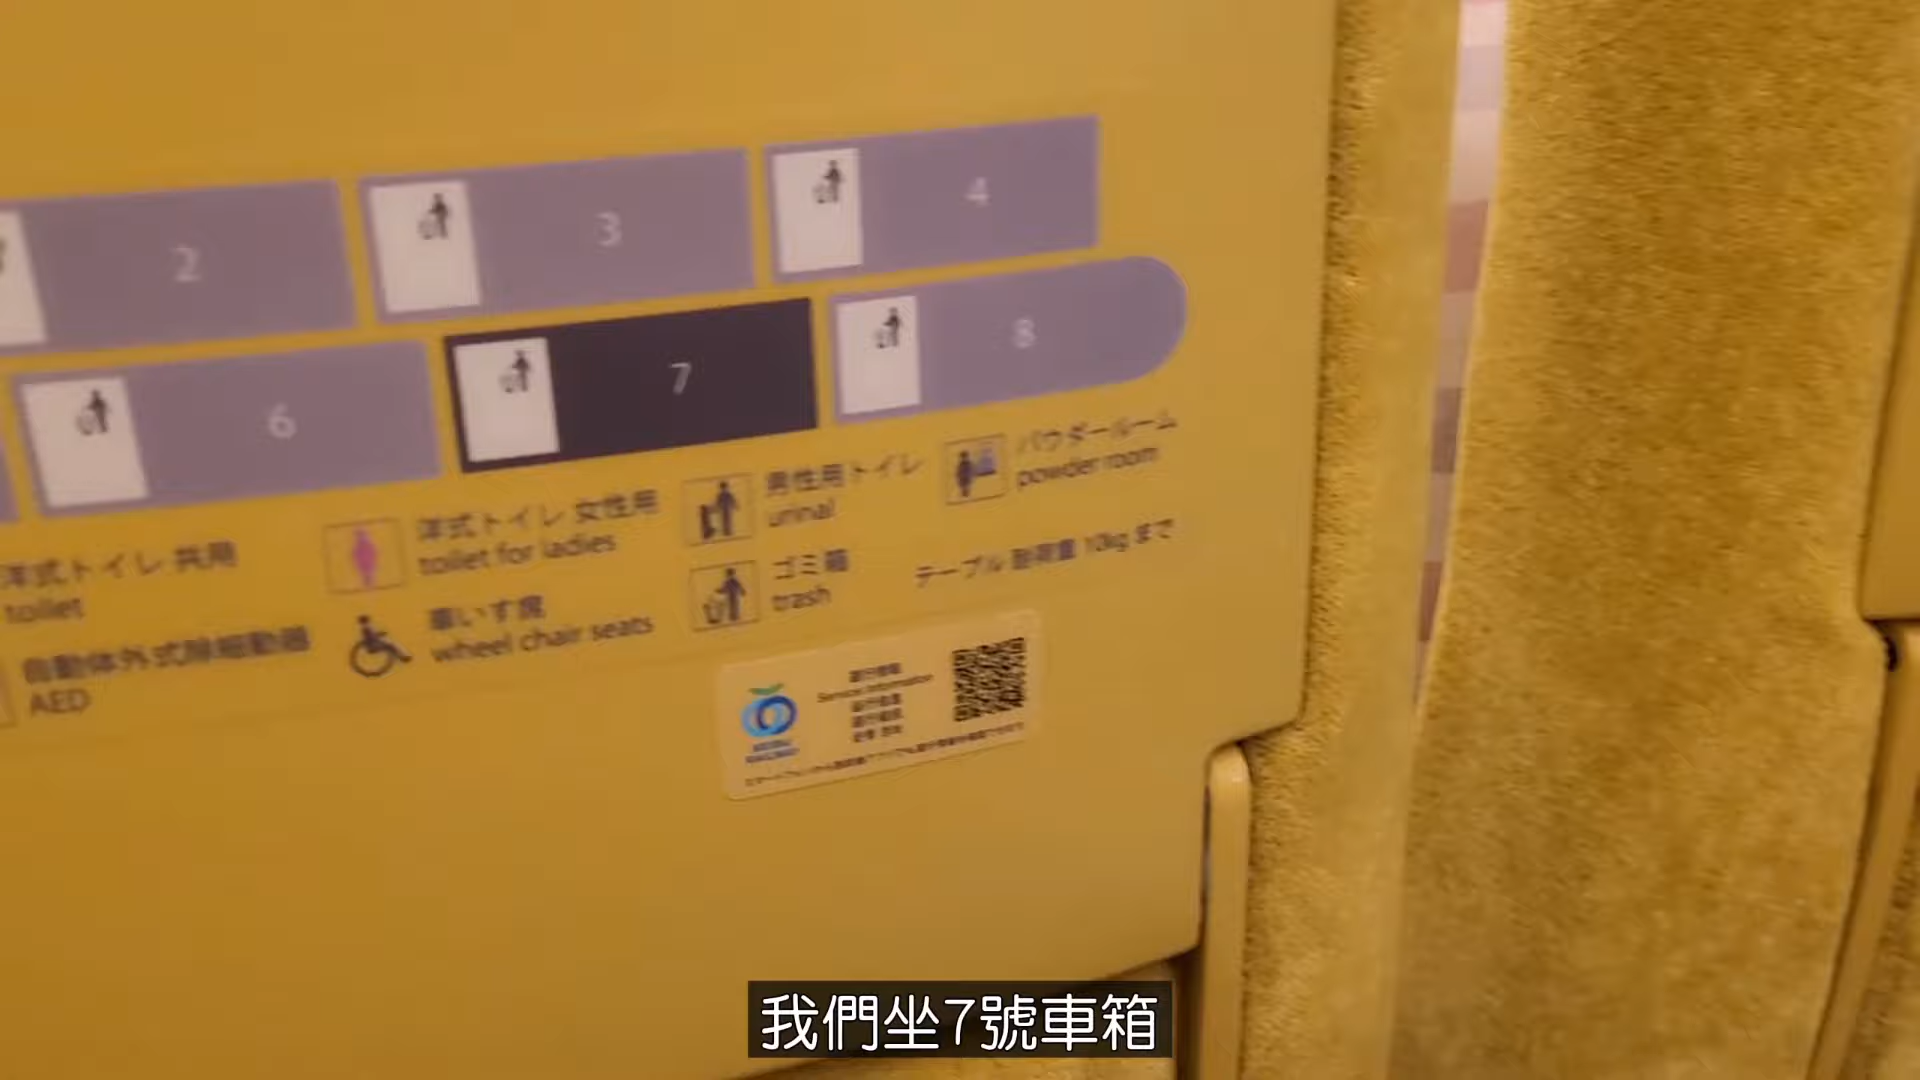 2
3
4
6
7
8
洋式トイレ 共用
toilet
洋式トイレ 女性用
toilet for ladies
男性用トイレ
urinal
パウダールーム
powder room
自動体外式除細動器
AED
車いす席
wheel chair seats
ゴミ箱
trash
テーブル 耐荷重 10kg まで
Service Information
我們坐7號車箱